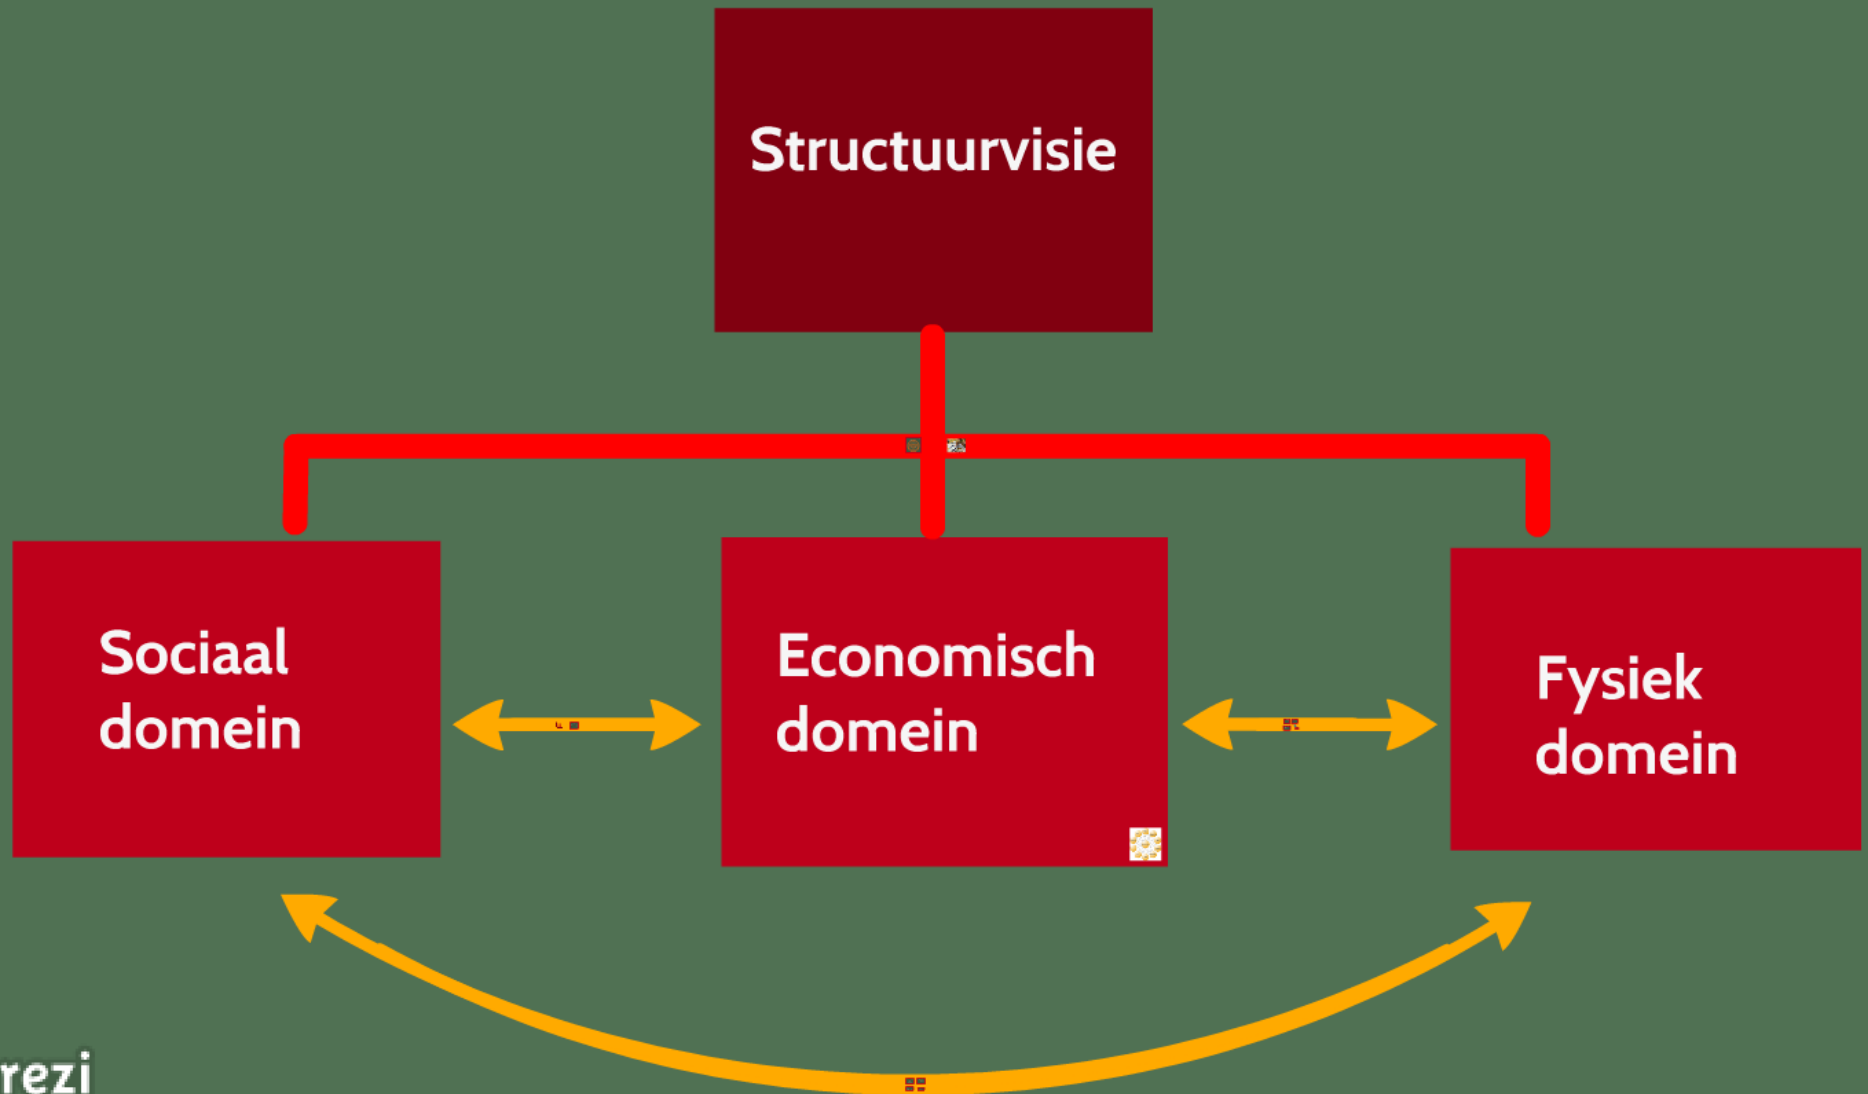 Structuurvisie
Sociaal
domein
Economisch
domein
Fysiek
domein
rezi